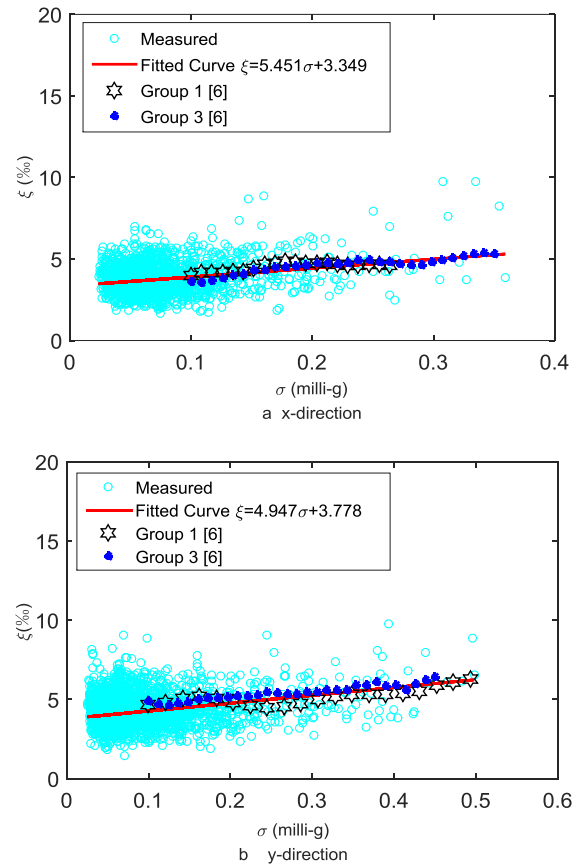 20
15
10
5
0
ξ (‰)
Measured
Fitted Curve ξ=5.451σ+3.349
Group 1 [6]
Group 3 [6]
0 0.1 0.2 0.3 0.4
σ (milli-g)
a x-direction
20
15
10
5
0
ξ(‰)
Measured
Fitted Curve ξ=4.947σ+3.778
Group 1 [6]
Group 3 [6]
0 0.1 0.2 0.3 0.4 0.5 0.6
σ (milli-g)
b y-direction